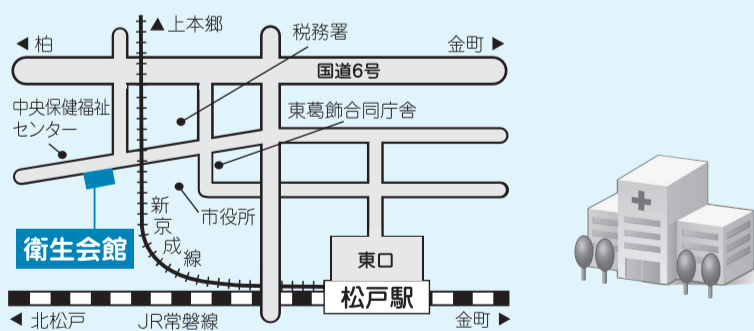 ▲上本郷
税務署
◀ 柏
金町 ▶
国道6号
中央保健福祉
センター
東葛飾合同庁舎
新京成線
市役所
衛生会館
東口
松戸駅
◀ 北松戸
JR常磐線
金町 ▶